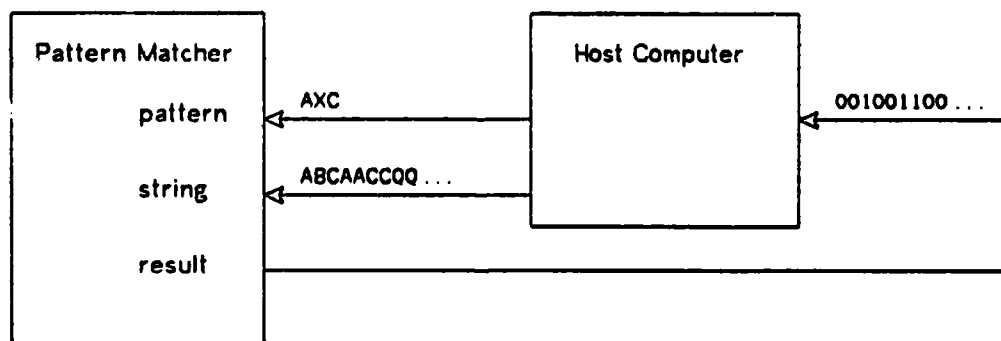 Pattern Matcher
pattern
string
result
AXC
ABCAACCQQ...
Host Computer
001001100...